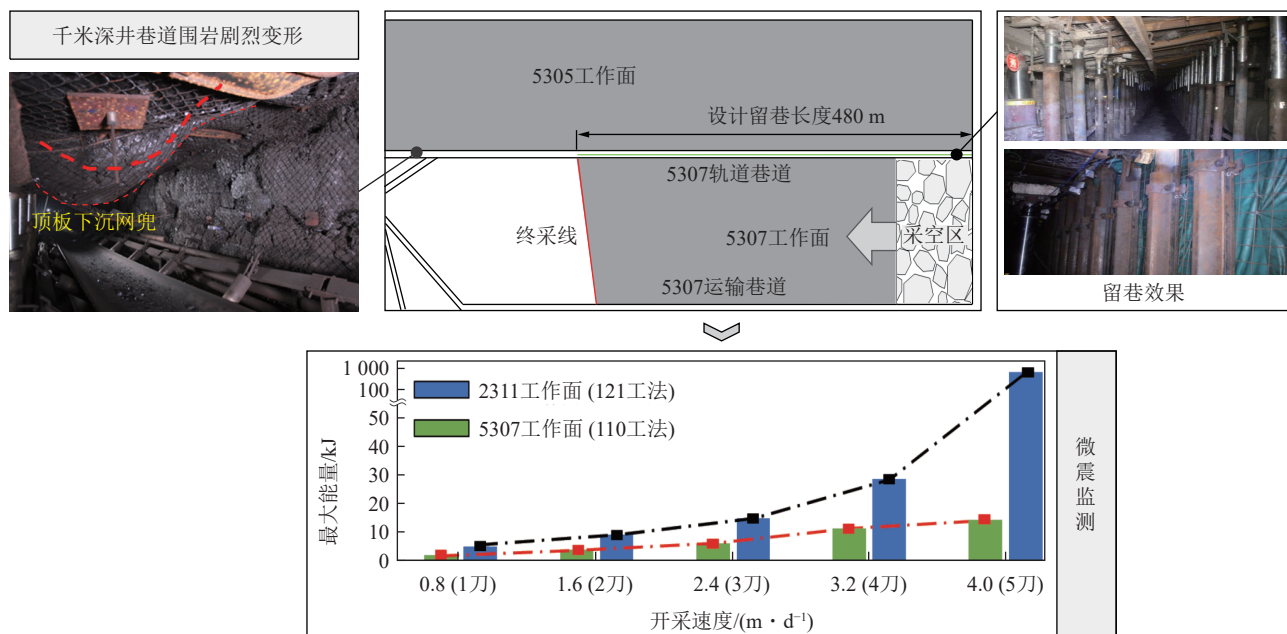 千米深井巷道围岩剧烈变形
顶板下沉网兜
5305工作面
设计留巷长度480 m
5307轨道巷道
终采线
5307工作面
采空区
5307运输巷道
留巷效果
1 000
100
50
40
30
20
10
0
最大能量/kJ
2311工作面 (121工法)
5307工作面 (110工法)
0.8 (1刀)
1.6 (2刀)
2.4 (3刀)
3.2 (4刀)
4.0 (5刀)
开采速度/(m · d⁻¹)
微震监测